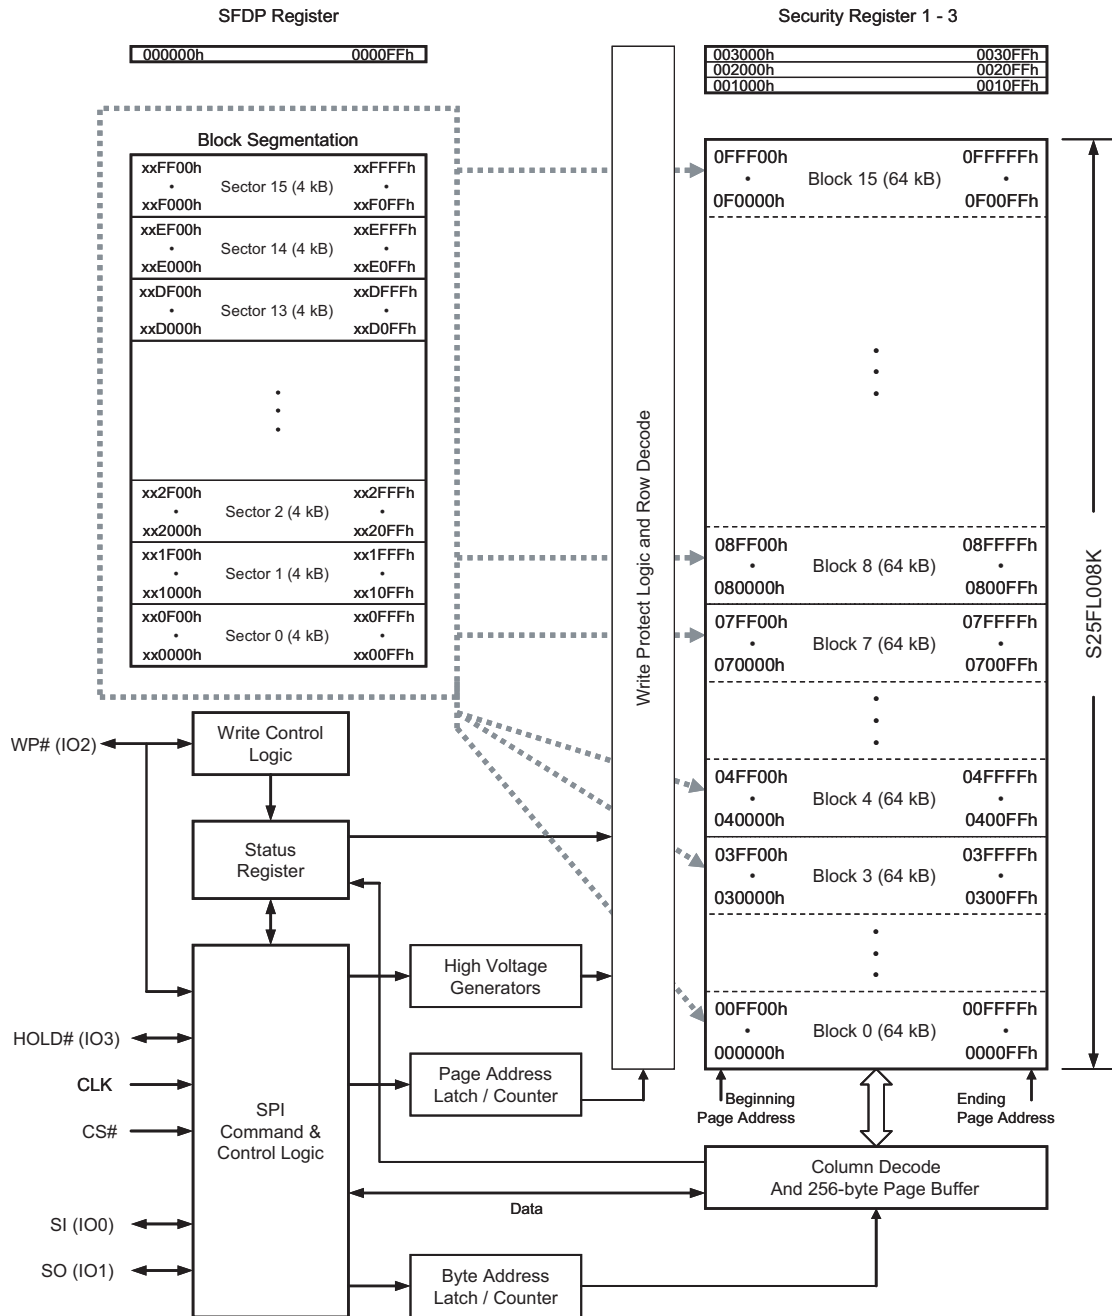 SFDP Register
000000h 0000FFh
Security Register 1 - 3
003000h 0030FFh
002000h 0020FFh
001000h 0010FFh
Block Segmentation
xxFF00h xxFFFFh
• Sector 15 (4 kB) •
xxF000h xxF0FFh
xxEF00h xxEFFFh
• Sector 14 (4 kB) •
xxE000h xxE0FFh
xxDF00h xxDFFFh
• Sector 13 (4 kB) •
xxD000h xxD0FFh
xx2F00h xx2FFFh
• Sector 2 (4 kB) •
xx2000h xx20FFh
xx1F00h xx1FFFh
• Sector 1 (4 kB) •
xx1000h xx10FFh
xx0F00h xx0FFFh
• Sector 0 (4 kB) •
xx0000h xx00FFh
Write Protect Logic and Row Decode
0FFF00h 0FFFFFh
• Block 15 (64 kB) •
0F0000h 0F00FFh
08FF00h 08FFFFh
• Block 8 (64 kB) •
080000h 0800FFh
07FF00h 07FFFFh
• Block 7 (64 kB) •
070000h 0700FFh
04FF00h 04FFFFh
• Block 4 (64 kB) •
040000h 0400FFh
03FF00h 03FFFFh
• Block 3 (64 kB) •
030000h 0300FFh
00FF00h 00FFFFh
• Block 0 (64 kB) •
000000h 0000FFh
S25FL008K
Beginning
Page Address
Ending
Page Address
WP# (IO2)
Write Control
Logic
Status
Register
High Voltage
Generators
HOLD# (IO3)
CLK
CS#
SI (IO0)
SO (IO1)
SPI
Command &
Control Logic
Page Address
Latch / Counter
Column Decode
And 256-byte Page Buffer
Data
Byte Address
Latch / Counter